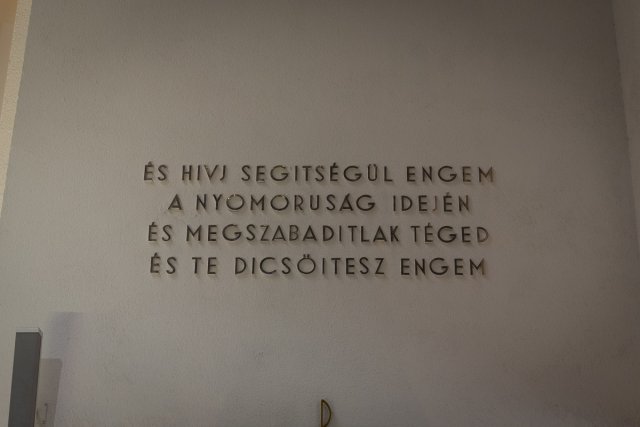 ÉS HIVJ SEGITSÉGÜL ENGEM
A NYOMORUSÁG IDEJÉN
ÉS MEGSZABADITLAK TÉGED
ÉS TE DICSÖITESZ ENGEM